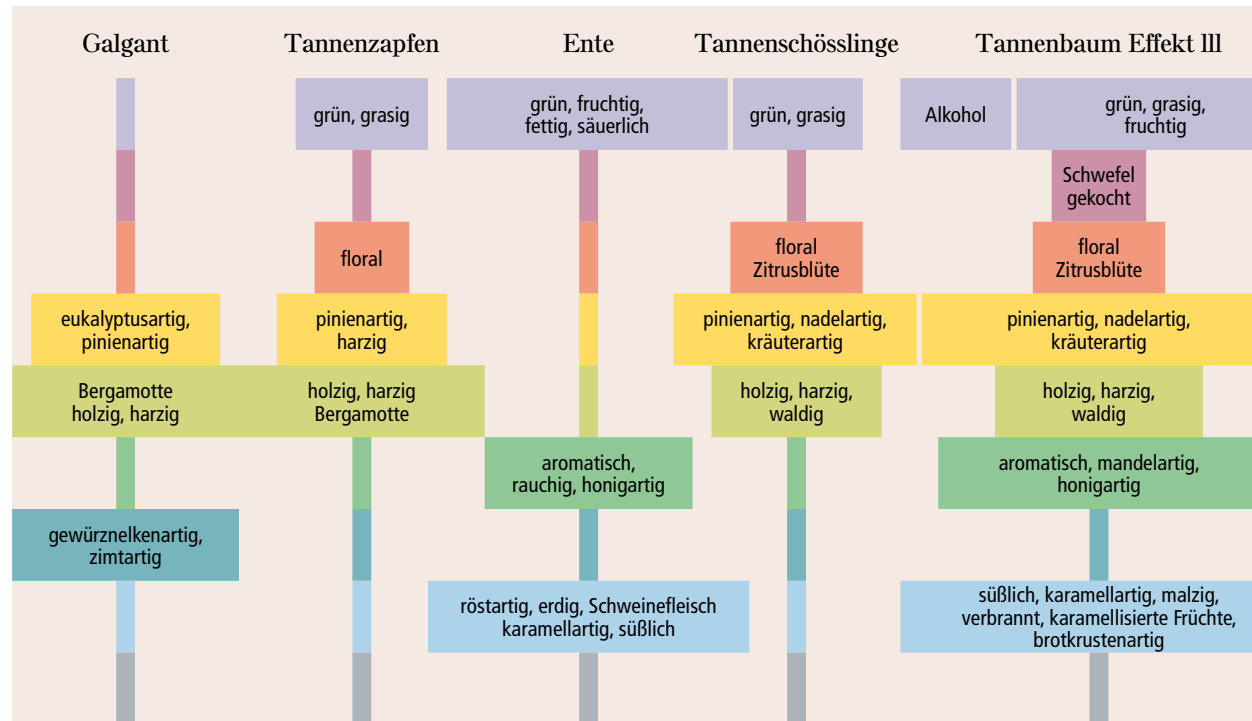 Galgant
Tannenzapfen
Ente
Tannenschösslinge
Tannenbaum Effekt lll
grün, grasig
grün, fruchtig,
fettig, säuerlich
grün, grasig
Alkohol
grün, grasig,
fruchtig
Schwefel
gekocht
floral
floral
Zitrusblüte
floral
Zitrusblüte
eukalyptusartig,
pinienartig
pinienartig,
harzig
pinienartig, nadelartig,
kräuterartig
pinienartig, nadelartig,
kräuterartig
Bergamotte
holzig, harzig
holzig, harzig
Bergamotte
holzig, harzig,
waldig
holzig, harzig,
waldig
aromatisch,
rauchig, honigartig
aromatisch, mandelartig,
honigartig
gewürznelkenartig,
zimtartig
röstartig, erdig, Schweinefleisch
karamellartig, süßlich
süßlich, karamellartig, malzig,
verbrannt, karamellisierte Früchte,
brotkrustenartig